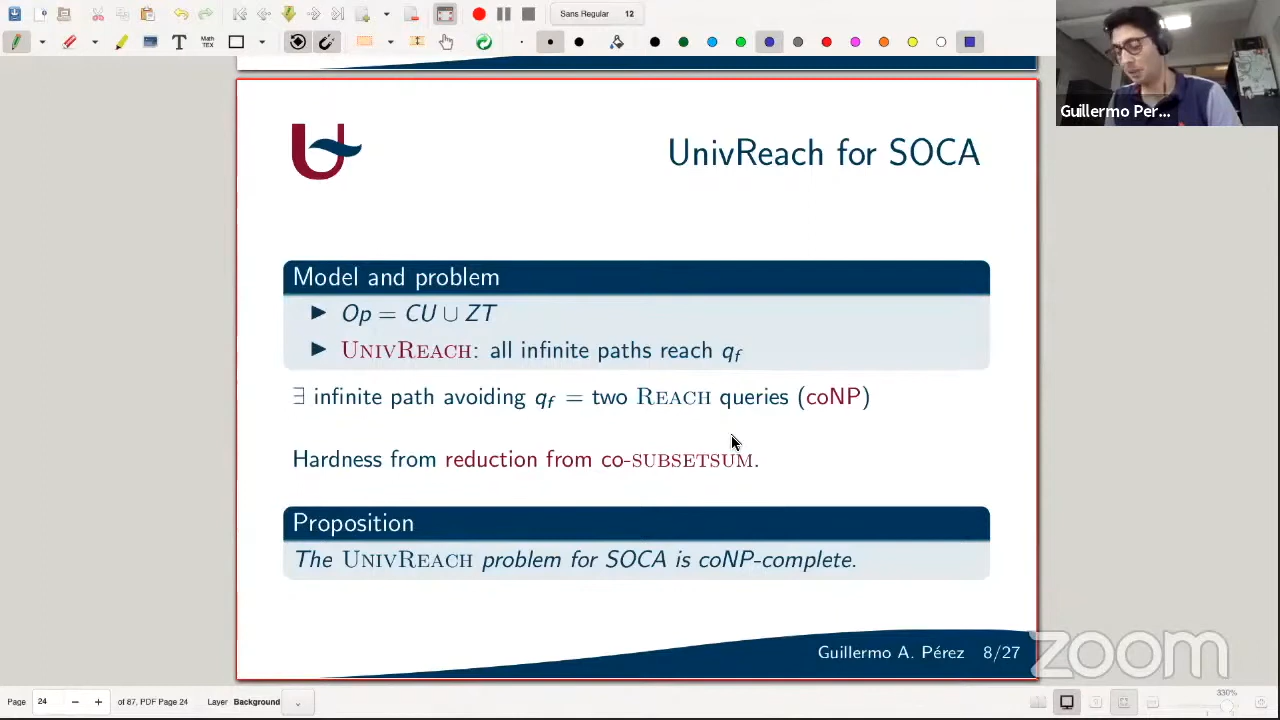 Sans Regular 12
Math
TEX
T
Guillermo Per...
UnivReach for SOCA
Model and problem
▶ Op = CU ∪ ZT
▶ UNIVREACH: all infinite paths reach q_f
∃ infinite path avoiding q_f = two REACH queries (coNP)
Hardness from reduction from co-SUBSETSUM.
Proposition
The UNIVREACH problem for SOCA is coNP-complete.
Guillermo A. Pérez 8/27
zoom
Page 24 of 87, PDF Page 24 Layer Background
330%